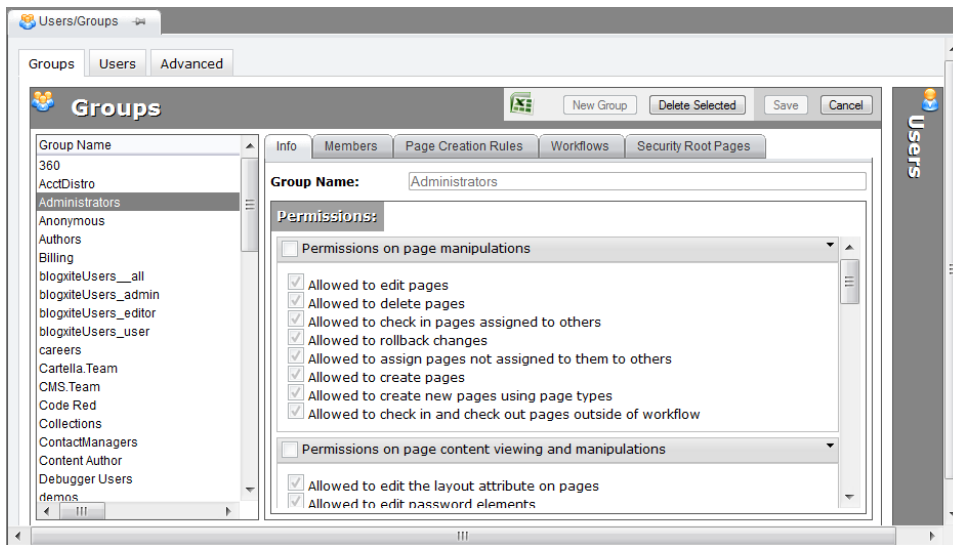 Users/Groups
Groups Users Advanced
Groups
New Group Delete Selected Save Cancel
Users
Group Name
360
AcctDistro
Administrators
Anonymous
Authors
Billing
blogxiteUsers__all
blogxiteUsers_admin
blogxiteUsers_editor
blogxiteUsers_user
careers
Cartella.Team
CMS.Team
Code Red
Collections
ContactManagers
Content Author
Debugger Users
demos
Info Members Page Creation Rules Workflows Security Root Pages
Group Name: Administrators
Permissions:
Permissions on page manipulations
Allowed to edit pages
Allowed to delete pages
Allowed to check in pages assigned to others
Allowed to rollback changes
Allowed to assign pages not assigned to them to others
Allowed to create pages
Allowed to create new pages using page types
Allowed to check in and check out pages outside of workflow
Permissions on page content viewing and manipulations
Allowed to edit the layout attribute on pages
Allowed to edit password elements